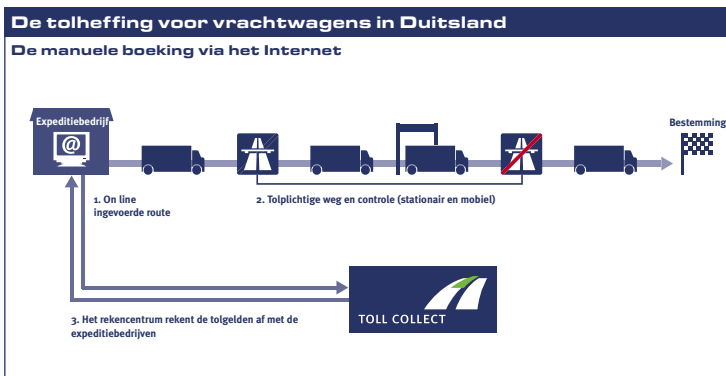 De tolheffing voor vrachtwagens in Duitsland
De manuele boeking via het Internet
Expeditiebedrijf
@
Bestemming
1. On line
ingevoerde route
2. Tolplichtige weg en controle (stationair en mobiel)
TOLL COLLECT
3. Het rekencentrum rekent de tolgelden af met de
expeditiebedrijven